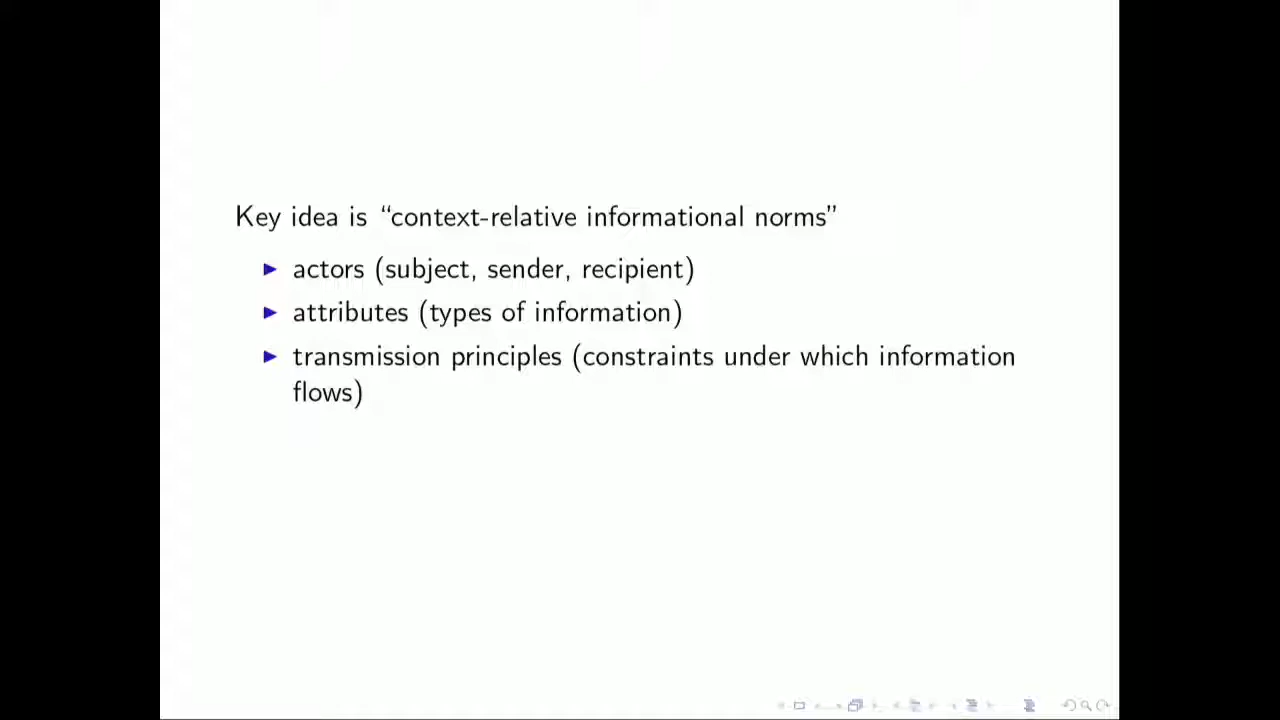 Key idea is “context-relative informational norms”
▶ actors (subject, sender, recipient)
▶ attributes (types of information)
▶ transmission principles (constraints under which information
flows)